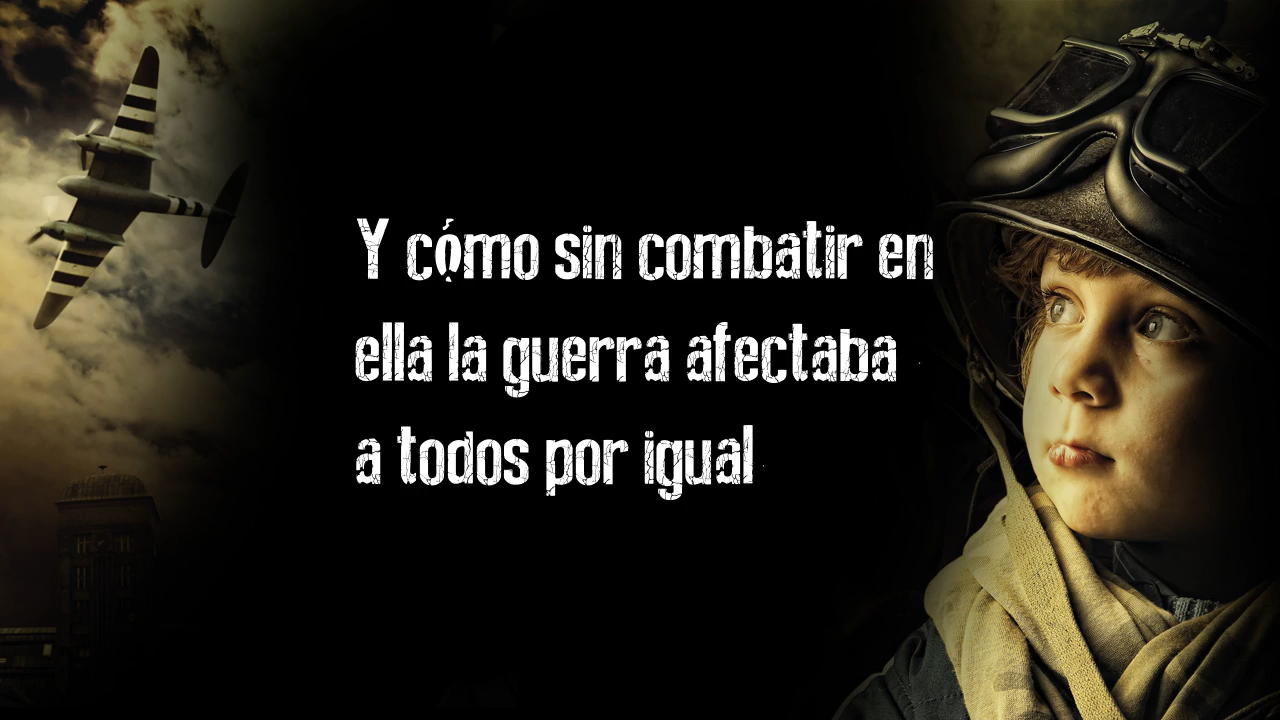 Y cómo sin combatir en
ella la guerra afectaba
a todos por igual